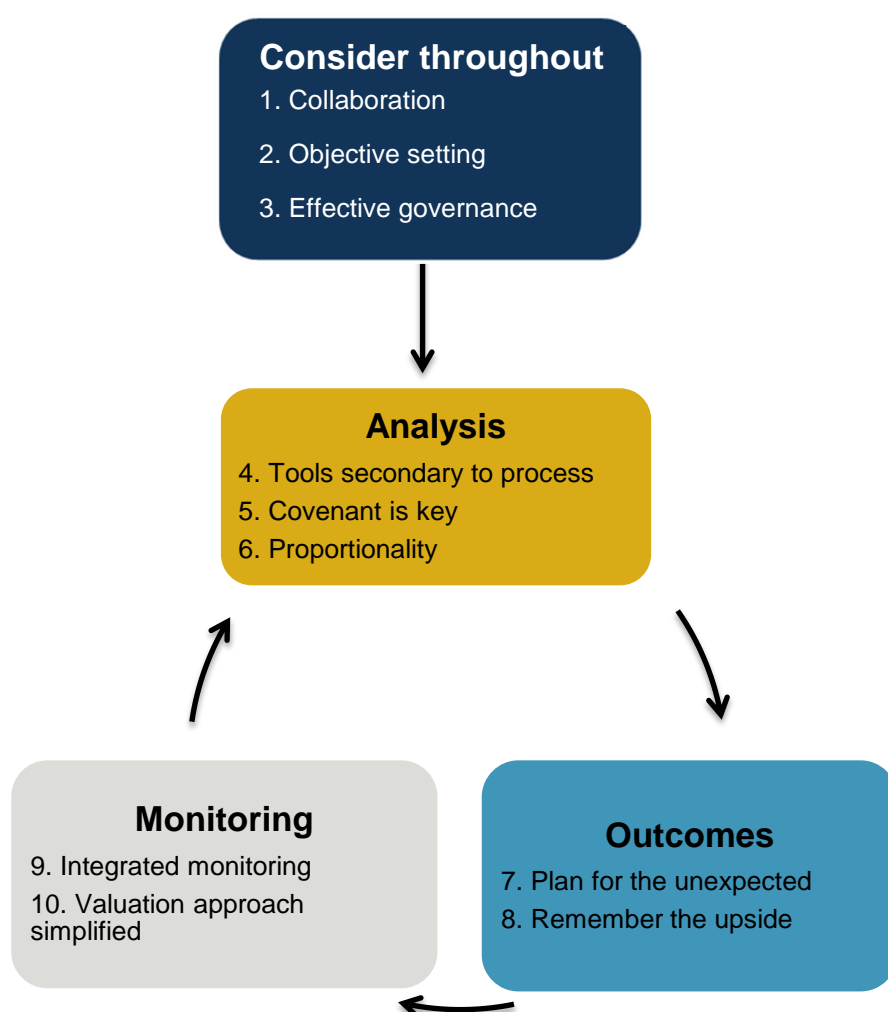 Consider throughout
1. Collaboration
2. Objective setting
3. Effective governance
Analysis
4. Tools secondary to process
5. Covenant is key
6. Proportionality
Outcomes
7. Plan for the unexpected
8. Remember the upside
Monitoring
9. Integrated monitoring
10. Valuation approach
simplified